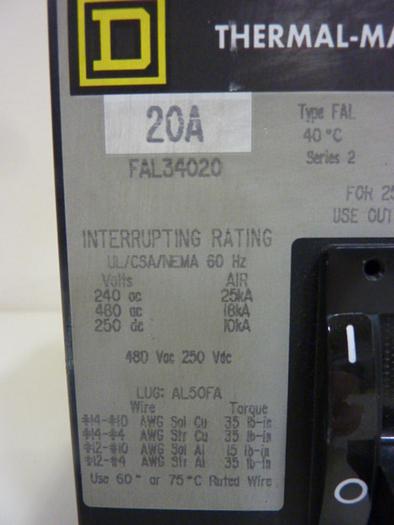 D
THERMAL-MA
20A
FAL34020
Type FAL
40°C
Series 2
FOR 25
USE OUT
INTERRUPTING RATING
UL/CSA/NEMA 60 Hz
Volts AIR
240 ac 25kA
480 ac 18kA
250 dc 10kA
480 Vac 250 Vdc
LUG: AL50FA
Wire Torque
#14-#10 AWG Sol Cu 35 lb-in
#14-#4 AWG Str Cu 35 lb-in
#12-#10 AWG Sol Al 15 lb-in
#12-#4 AWG Str Al 35 lb-in
Use 60° or 75°C Rated Wire
I
O